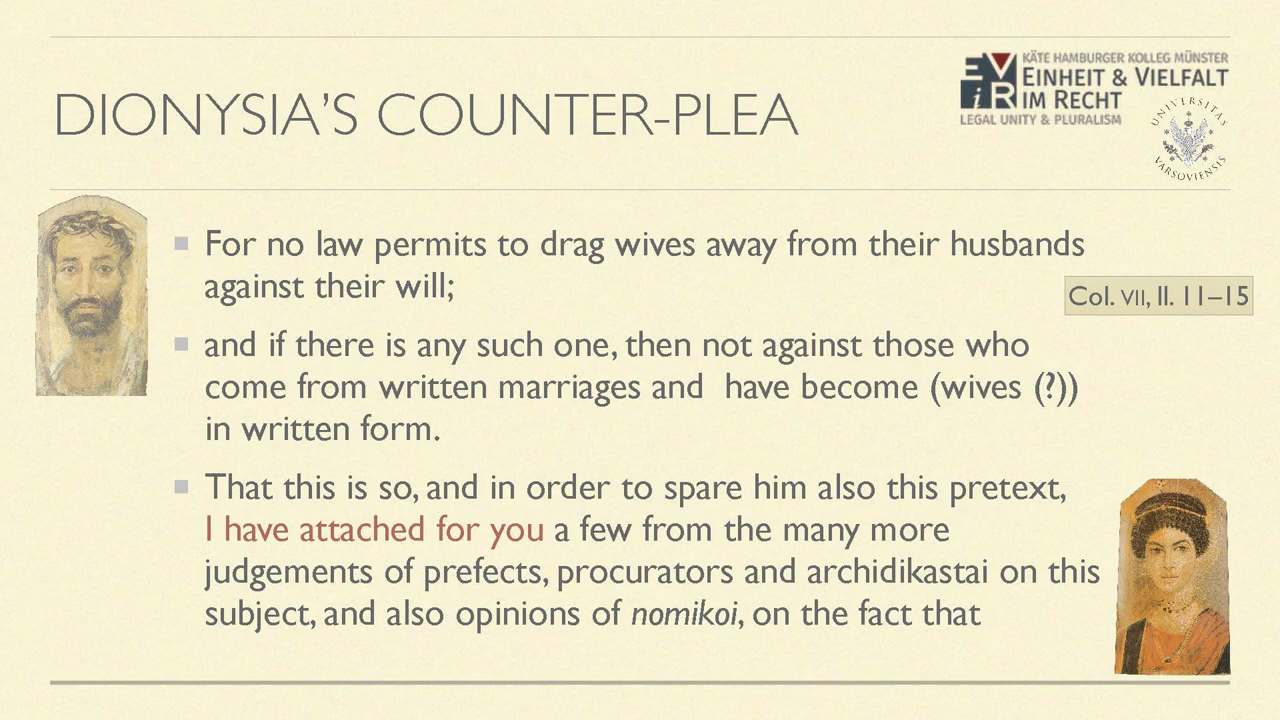 DIONYSIA’S COUNTER-PLEA
KÄTE HAMBURGER KOLLEG MÜNSTER
EViR
EINHEIT & VIELFALT
IM RECHT
LEGAL UNITY & PLURALISM
UNIVERSITAS
VARSOVIENSIS
For no law permits to drag wives away from their husbands
against their will;
Col. VII, ll. 11–15
and if there is any such one, then not against those who
come from written marriages and have become (wives (?))
in written form.
That this is so, and in order to spare him also this pretext,
I have attached for you a few from the many more
judgements of prefects, procurators and archidikastai on this
subject, and also opinions of nomikoi, on the fact that